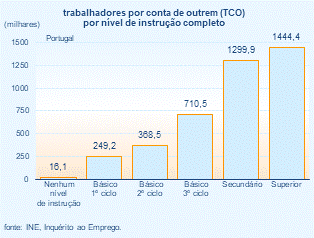 trabalhadores por conta de outrem (TCO)
por nível de instrução completo
(milhares)
Portugal
1500
1250
1000
750
500
250
0
16,1
249,2
368,5
710,5
1299,9
1444,4
Nenhum
nível
de instrução
Básico
1º ciclo
Básico
2º ciclo
Básico
3º ciclo
Secundário
Superior
fonte: INE, Inquérito ao Emprego.